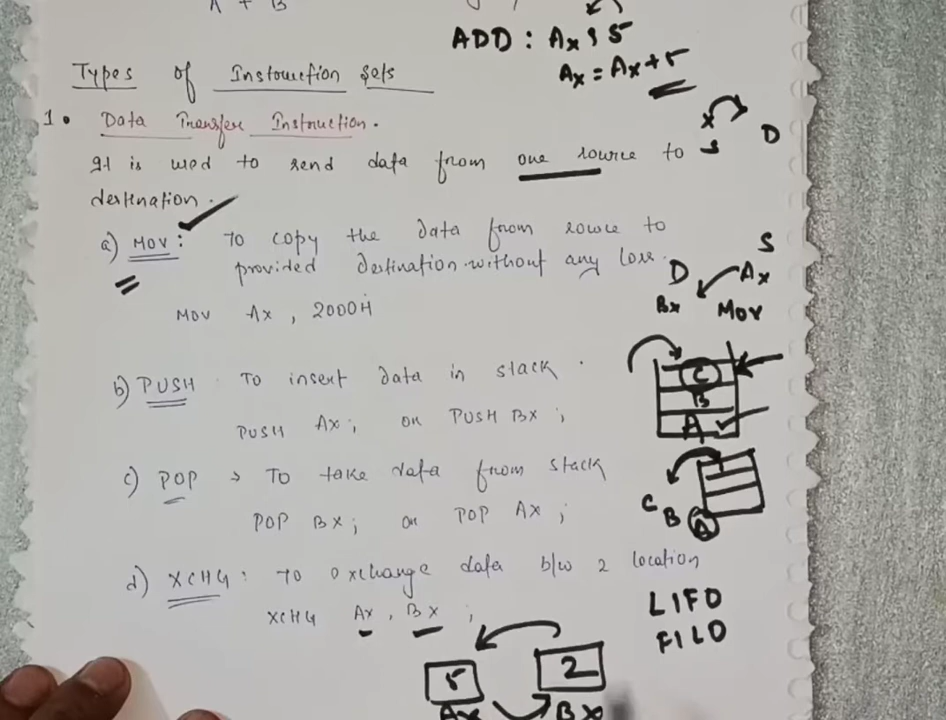 A + B
ADD : Ax, 5
Ax = Ax + 5
Types of Instruction sets
1. Data Transfer Instruction.
It is used to send data from one source to
destination.
S
D
a) MOV : To copy the data from source to
provided destination without any loss.
S
D Ax
Bx MOV
MOV Ax , 2000H
b) PUSH To insert data in stack .
PUSH Ax ; or PUSH Bx ;
C
B
A
c) POP → To take data from stack
POP Bx ; or POP Ax ;
C B A
d) XCHG : To exchange data b/w 2 location
XCHG Ax , Bx ;
LIFO
FILO
5 2
Ax Bx